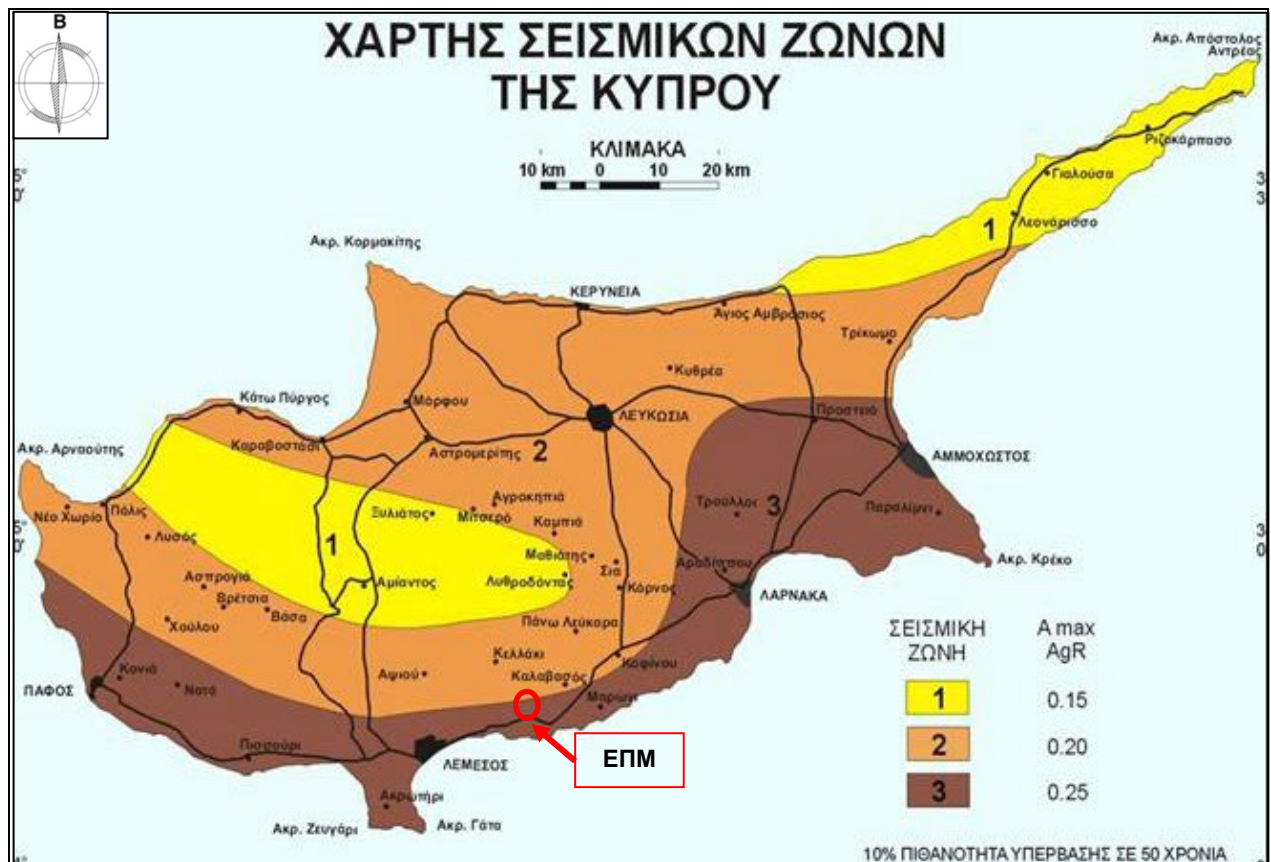 Β
ΧΑΡΤΗΣ ΣΕΙΣΜΙΚΩΝ ΖΩΝΩΝ
ΤΗΣ ΚΥΠΡΟΥ
ΚΛΙΜΑΚΑ
10 km 0 10 20 km
Ακρ. Απόστολος
Αντρέας
Ριζοκάρπασο
Γιαλούσα
Λεονάρισσο
1
Ακρ. Κορμακίτης
ΚΕΡΥΝΕΙΑ
Άγιος Αμβρόσιος
Τρίκωμο
Κυθρέα
Κάτω Πύργος
Μόρφου
ΛΕΥΚΩΣΙΑ
Προστειό
Καραβοστάσι
Αστρομερίτης
2
Ακρ. Αρναούτης
ΑΜΜΟΧΩΣΤΟΣ
Νέο Χωρίο
Πόλις
Λυσός
Ξυλιάτος
Αγροκηπιά
Μιτσερό
Καμπιά
Τρούλλοι
3
Παραλίμνι
1
Μαθιάτης
Σιά
Αραδίππου
Ακρ. Κρέκο
Ασπρογιά
Βρέτσια
Βάσα
Αμίαντος
Λυθροδόντας
Κόρνος
ΛΑΡΝΑΚΑ
Χούλου
Πάνω Λεύκαρα
Κελλάκι
Κοφίνου
Κονιά
Νατά
Αψιού
Καλαβασός
Μαρώνι
ΠΑΦΟΣ
Πισσούρι
ΛΕΜΕΣΟΣ
ΕΠΜ
Ακρωτήρι
Ακρ. Ζευγάρι
Ακρ. Γάτα
ΣΕΙΣΜΙΚΗ
ΖΩΝΗ
A max
AgR
1 0.15
2 0.20
3 0.25
10% ΠΙΘΑΝΟΤΗΤΑ ΥΠΕΡΒΑΣΗΣ ΣΕ 50 ΧΡΟΝΙΑ